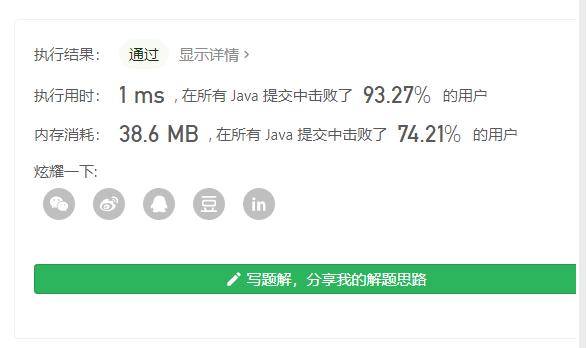 执行结果： 通过 显示详情 >
执行用时： 1 ms , 在所有 Java 提交中击败了 93.27% 的用户
内存消耗： 38.6 MB , 在所有 Java 提交中击败了 74.21% 的用户
炫耀一下:
豆 in
写题解，分享我的解题思路